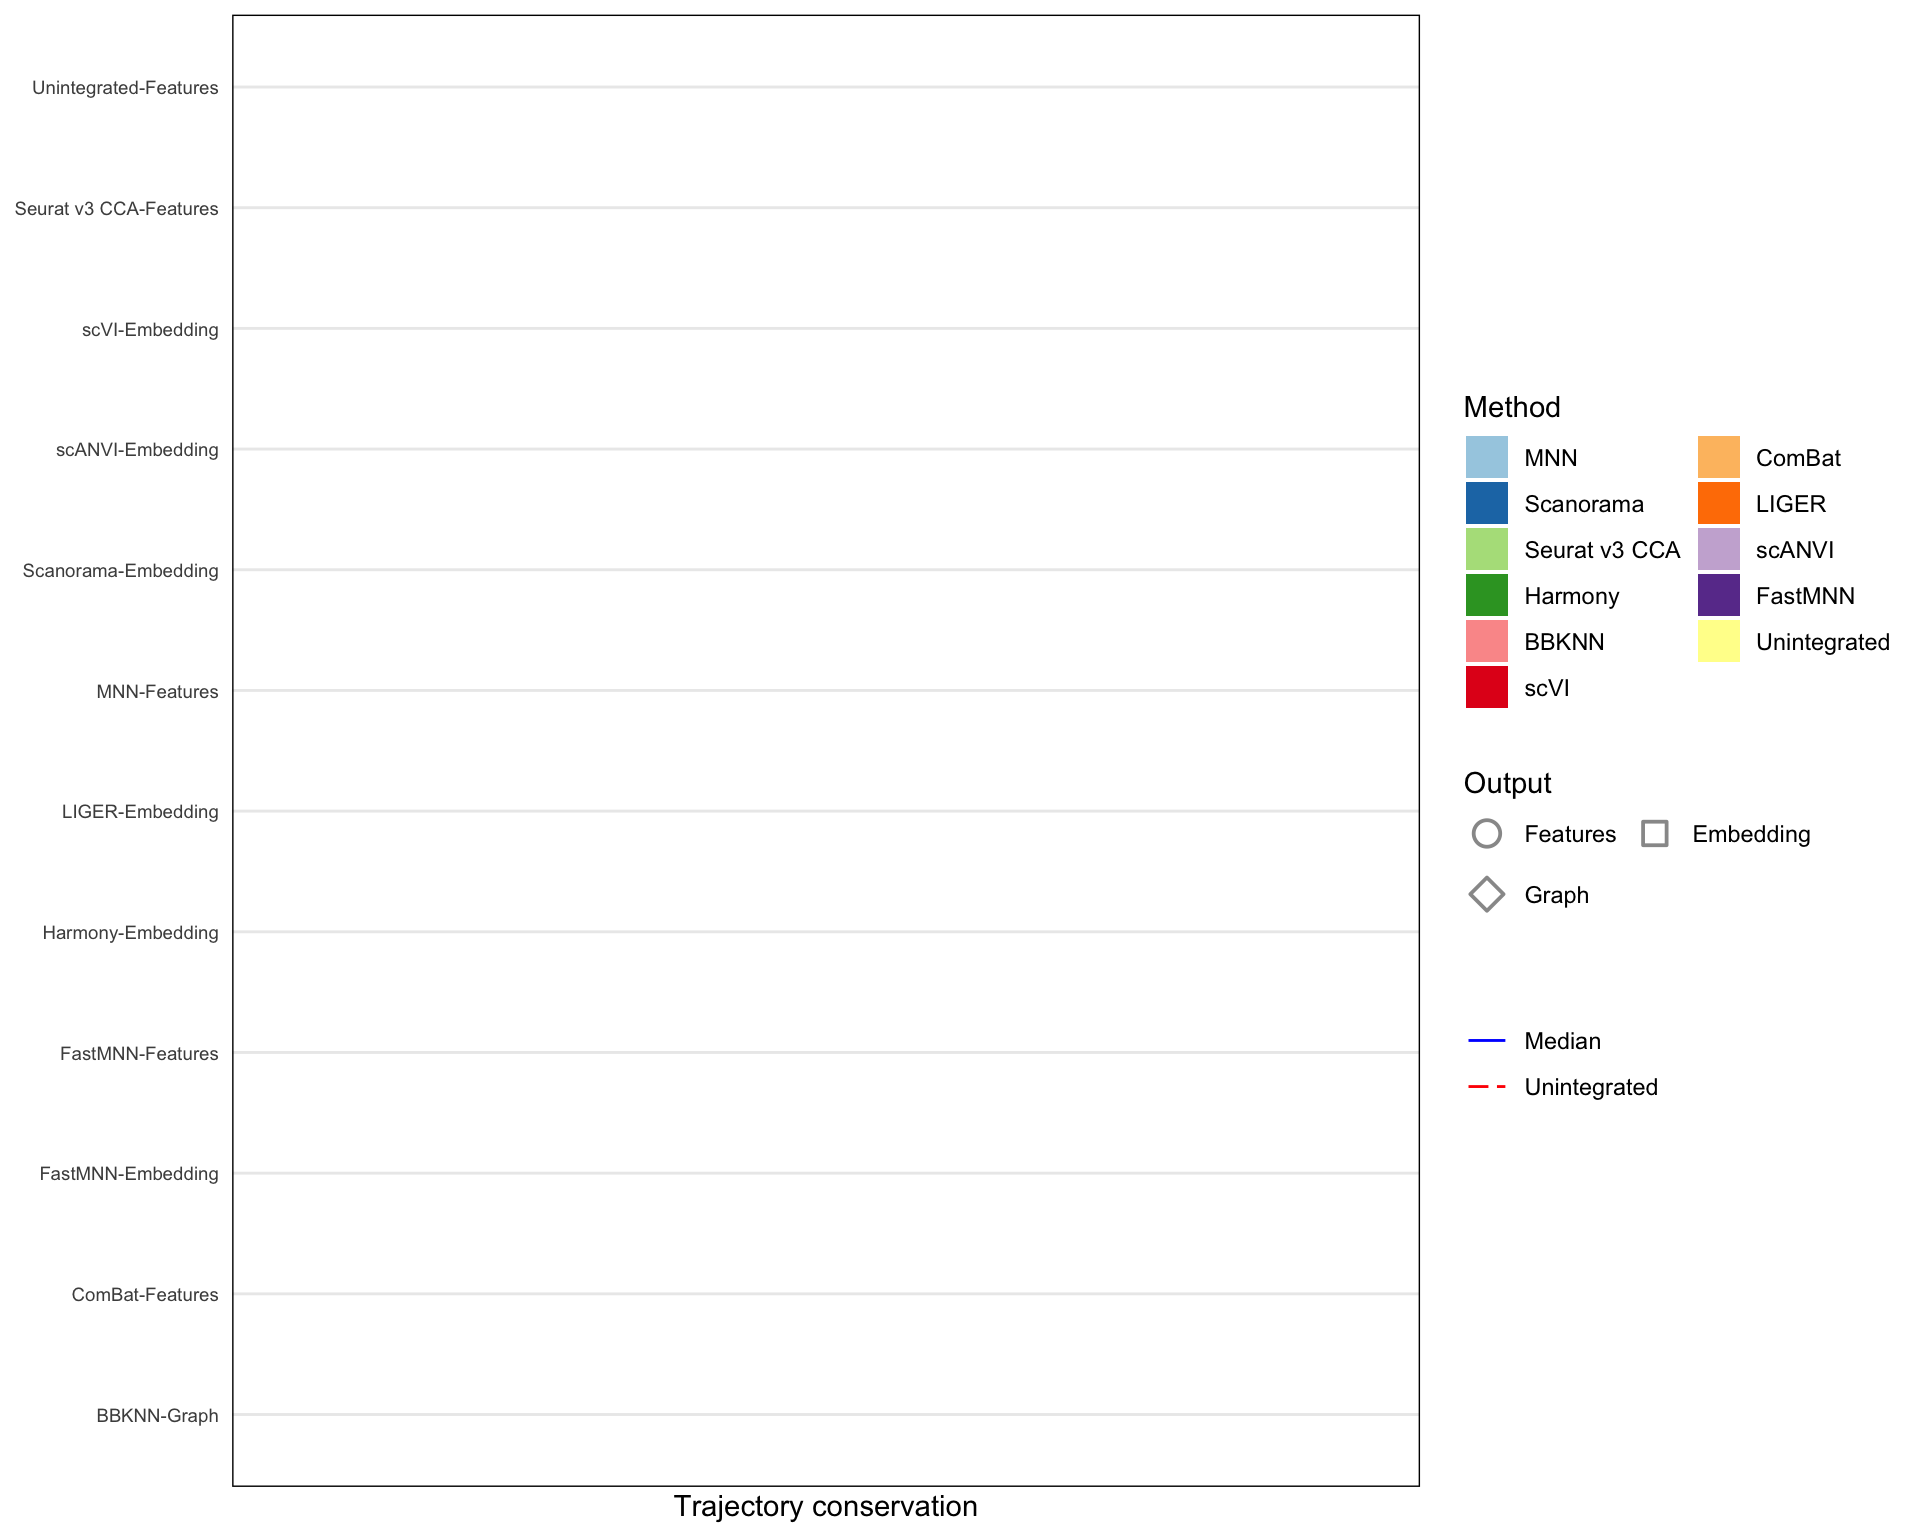 Unintegrated-Features
Seurat v3 CCA-Features
scVI-Embedding
scANVI-Embedding
Scanorama-Embedding
MNN-Features
LIGER-Embedding
Harmony-Embedding
FastMNN-Features
FastMNN-Embedding
ComBat-Features
BBKNN-Graph
Trajectory conservation
Method
MNN
Scanorama
Seurat v3 CCA
Harmony
BBKNN
scVI
ComBat
LIGER
scANVI
FastMNN
Unintegrated
Output
Features
Embedding
Graph
Median
Unintegrated